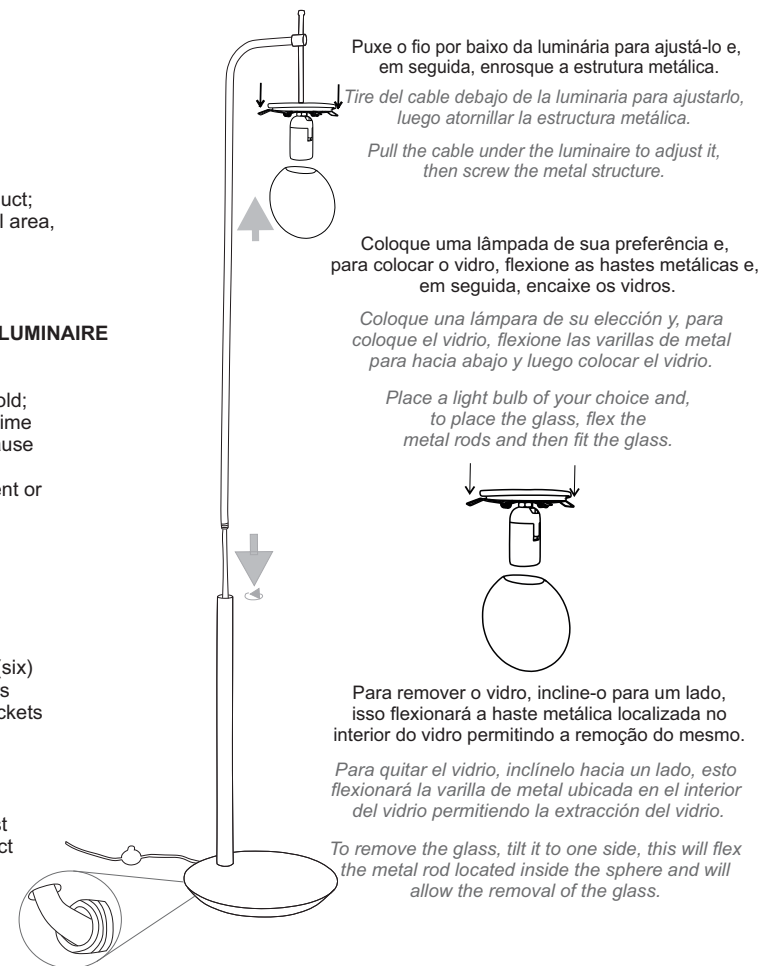 uct;
l area,
LUMINAIRE
old;
ime
use
ent or
(six)
s
ckets
st
ct
Puxe o fio por baixo da luminária para ajustá-lo e,
em seguida, enrosque a estrutura metálica.
Tire del cable debajo de la luminaria para ajustarlo,
luego atornillar la estructura metálica.
Pull the cable under the luminaire to adjust it,
then screw the metal structure.
Coloque uma lâmpada de sua preferência e,
para colocar o vidro, flexione as hastes metálicas e,
em seguida, encaixe os vidros.
Coloque una lámpara de su elección y, para
coloque el vidrio, flexione las varillas de metal
para hacia abajo y luego colocar el vidrio.
Place a light bulb of your choice and,
to place the glass, flex the
metal rods and then fit the glass.
Para remover o vidro, incline-o para um lado,
isso flexionará a haste metálica localizada no
interior do vidro permitindo a remoção do mesmo.
Para quitar el vidrio, inclínelo hacia un lado, esto
flexionará la varilla de metal ubicada en el interior
del vidrio permitiendo la extracción del vidrio.
To remove the glass, tilt it to one side, this will flex
the metal rod located inside the sphere and will
allow the removal of the glass.